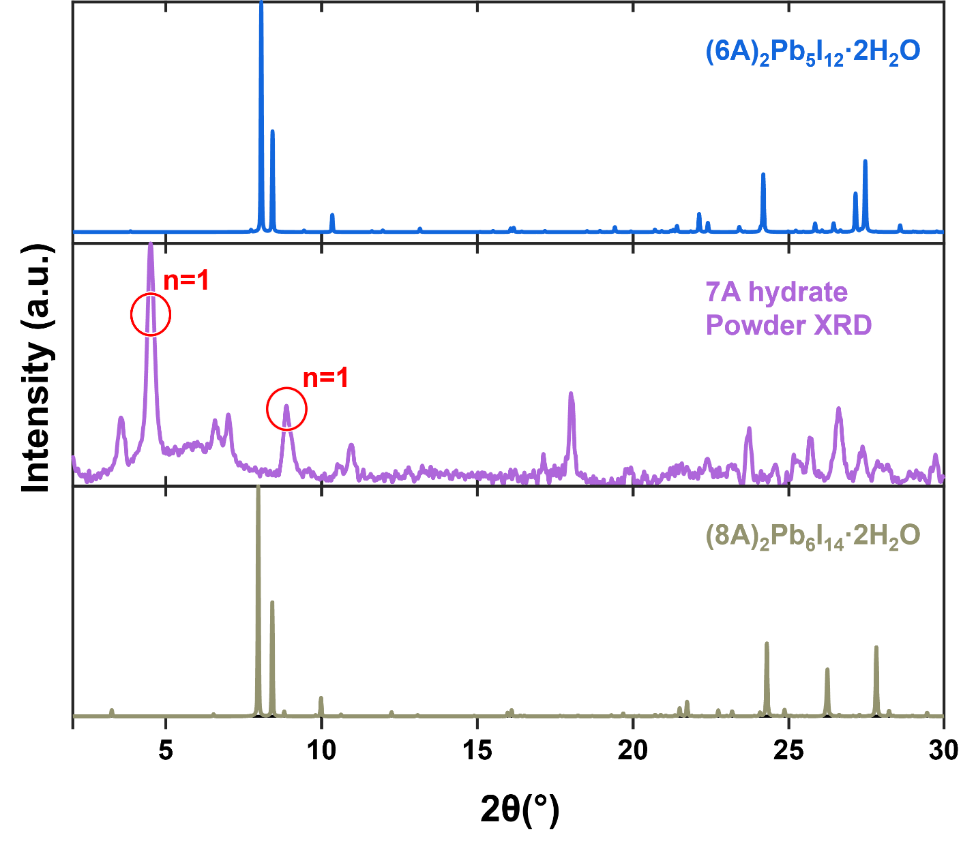 (6A)₂Pb₅I₁₂·2H₂O
n=1
7A hydrate
Powder XRD
n=1
Intensity (a.u.)
(8A)₂Pb₆I₁₄·2H₂O
5 10 15 20 25 30
2θ(°)